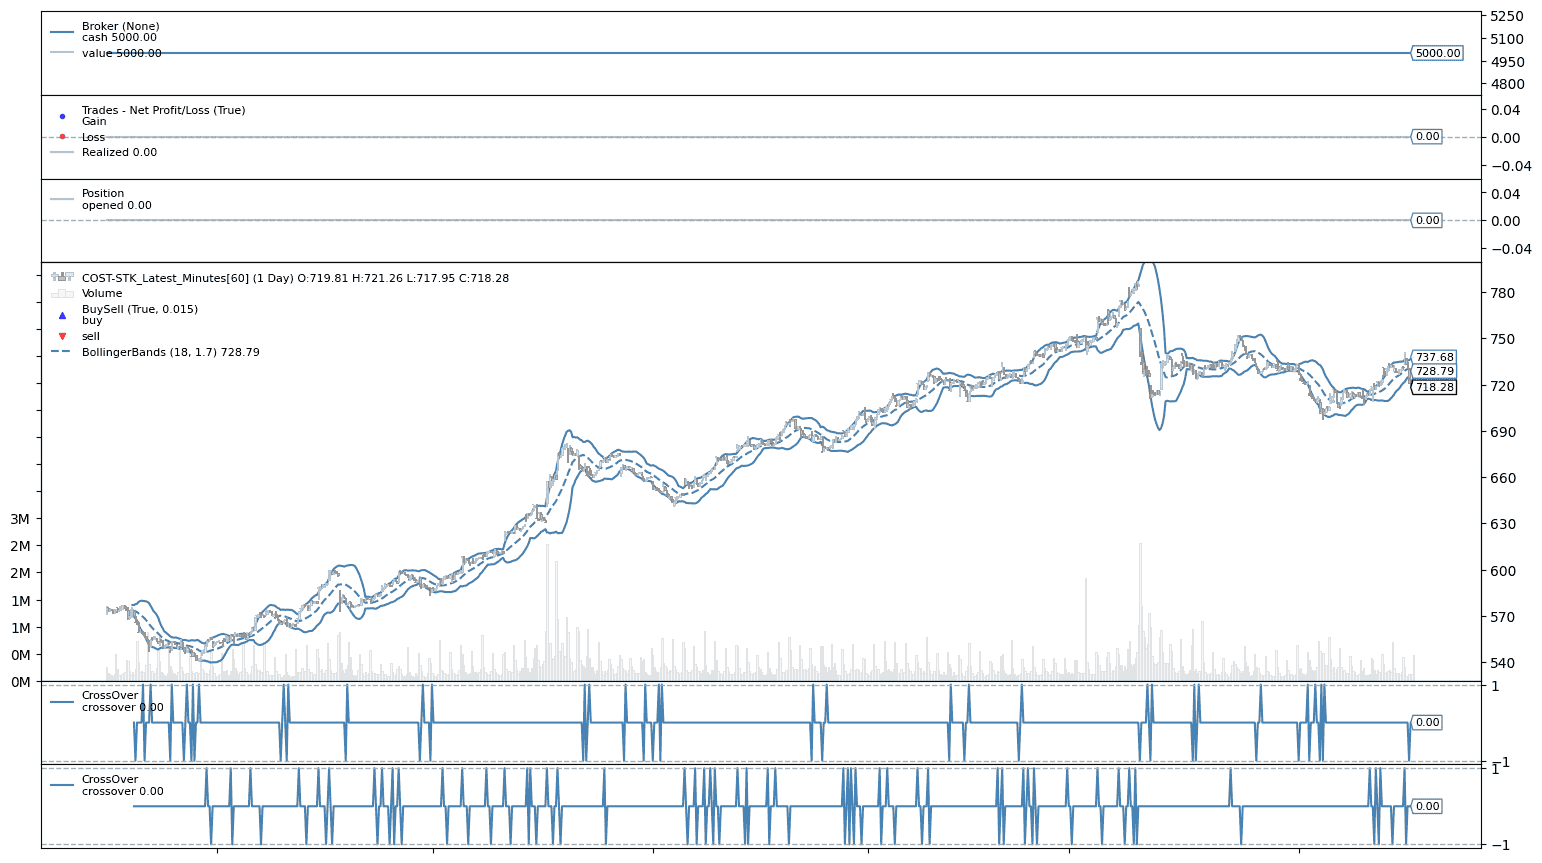 Broker (None)
cash 5000.00
value 5000.00
5250
5100
4950
4800
5000.00
Trades - Net Profit/Loss (True)
Gain
Loss
Realized 0.00
0.04
0.00
−0.04
0.00
Position
opened 0.00
0.04
0.00
−0.04
0.00
COST-STK_Latest_Minutes[60] (1 Day) O:719.81 H:721.26 L:717.95 C:718.28
Volume
BuySell (True, 0.015)
buy
sell
BollingerBands (18, 1.7) 728.79
780
750
720
690
660
630
600
570
540
737.68
728.79
718.28
3M
2M
2M
1M
1M
0M
0M
CrossOver
crossover 0.00
1
−1
0.00
CrossOver
crossover 0.00
1
−1
0.00